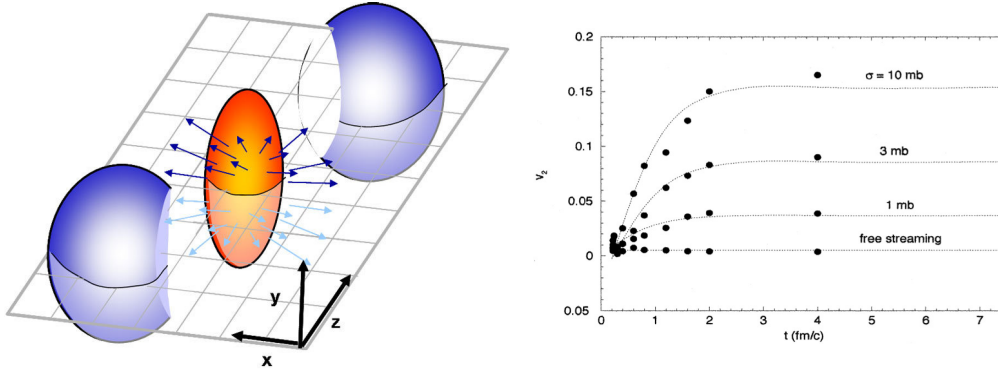 y
z
x
0.2
0.15
0.1
0.05
0
0.05
v2
σ = 10 mb
3 mb
1 mb
free streaming
0 1 2 3 4 5 6 7
t (fm/c)